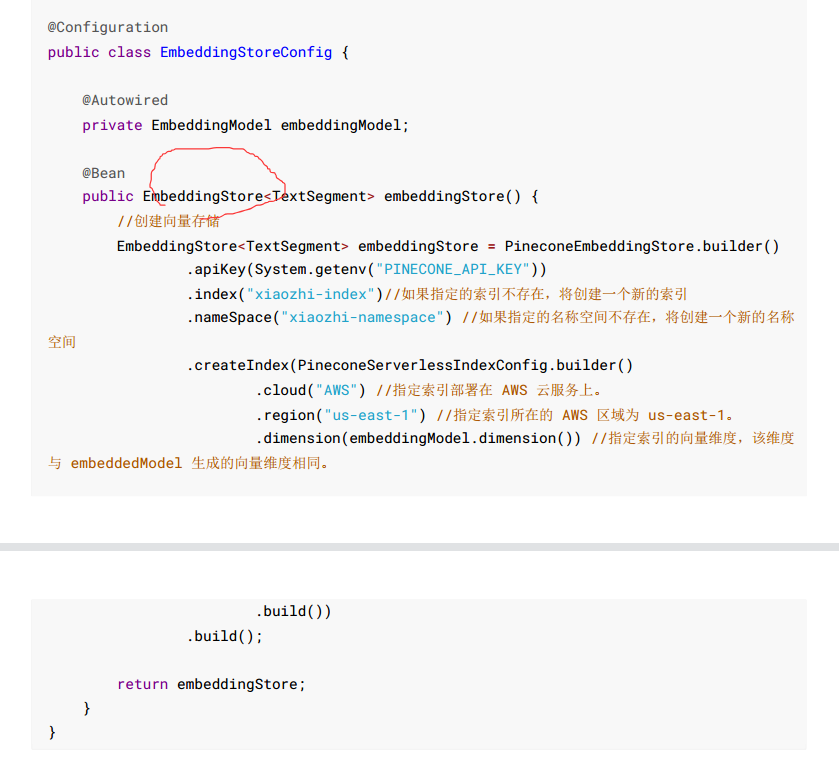 @Configuration
public class EmbeddingStoreConfig {
@Autowired
private EmbeddingModel embeddingModel;
@Bean
public EmbeddingStore<TextSegment> embeddingStore() {
//创建向量存储
EmbeddingStore<TextSegment> embeddingStore = PineconeEmbeddingStore.builder()
.apiKey(System.getenv("PINECONE_API_KEY"))
.index("xiaozhi-index")//如果指定的索引不存在，将创建一个新的索引
.nameSpace("xiaozhi-namespace") //如果指定的名称空间不存在，将创建一个新的名称
空间
.createIndex(PineconeServerlessIndexConfig.builder()
.cloud("AWS") //指定索引部署在 AWS 云服务上。
.region("us-east-1") //指定索引所在的 AWS 区域为 us-east-1。
.dimension(embeddingModel.dimension()) //指定索引的向量维度，该维度
与 embeddedModel 生成的向量维度相同。
.build())
.build();
return embeddingStore;
}
}